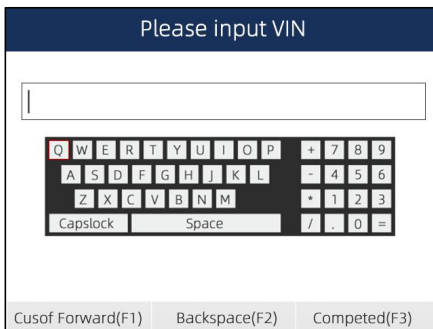 Please input VIN
Q W E R T Y U I O P + 7 8 9
A S D F G H J K L - 4 5 6
Z X C V B N M * 1 2 3
Capslock Space / . 0 =
Cusof Forward(F1) Backspace(F2) Competed(F3)